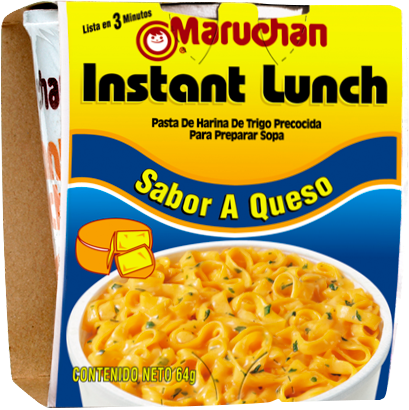 Lista en 3 Minutos
Maruchan
Instant Lunch
Pasta De Harina De Trigo Precocida
Para Preparar Sopa
Sabor A Queso
CONTENIDO NETO 64g